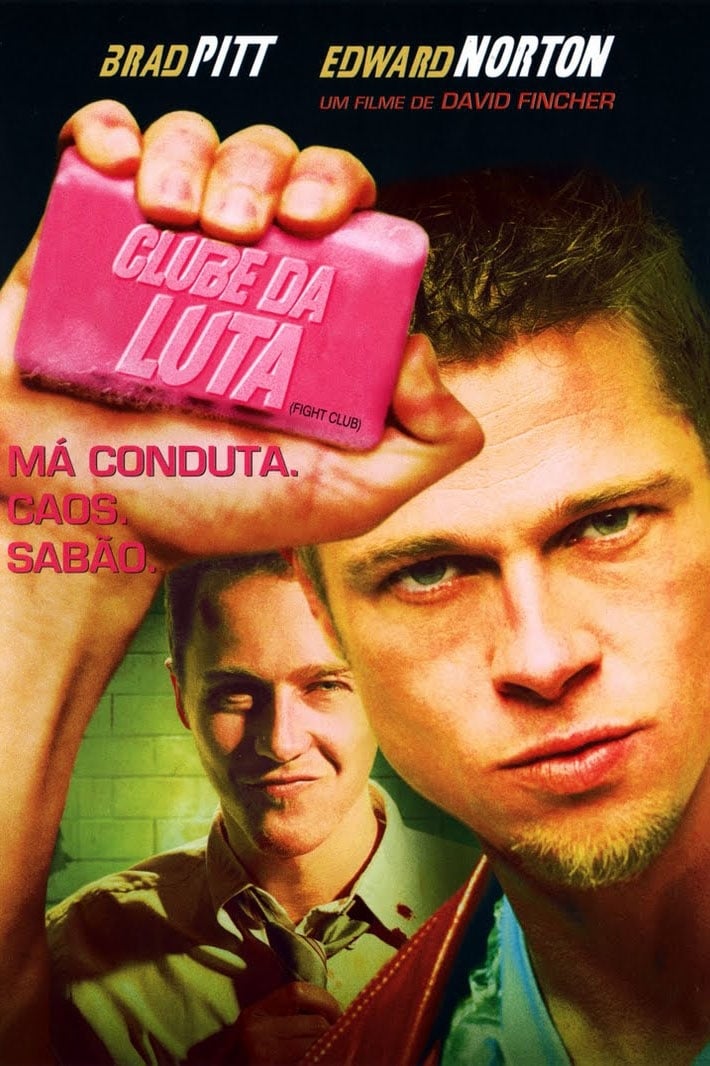 BRAD PITT EDWARD NORTON
UM FILME DE DAVID FINCHER
CLUBE DA
LUTA
(FIGHT CLUB)
MÁ CONDUTA.
CAOS.
SABÃO.